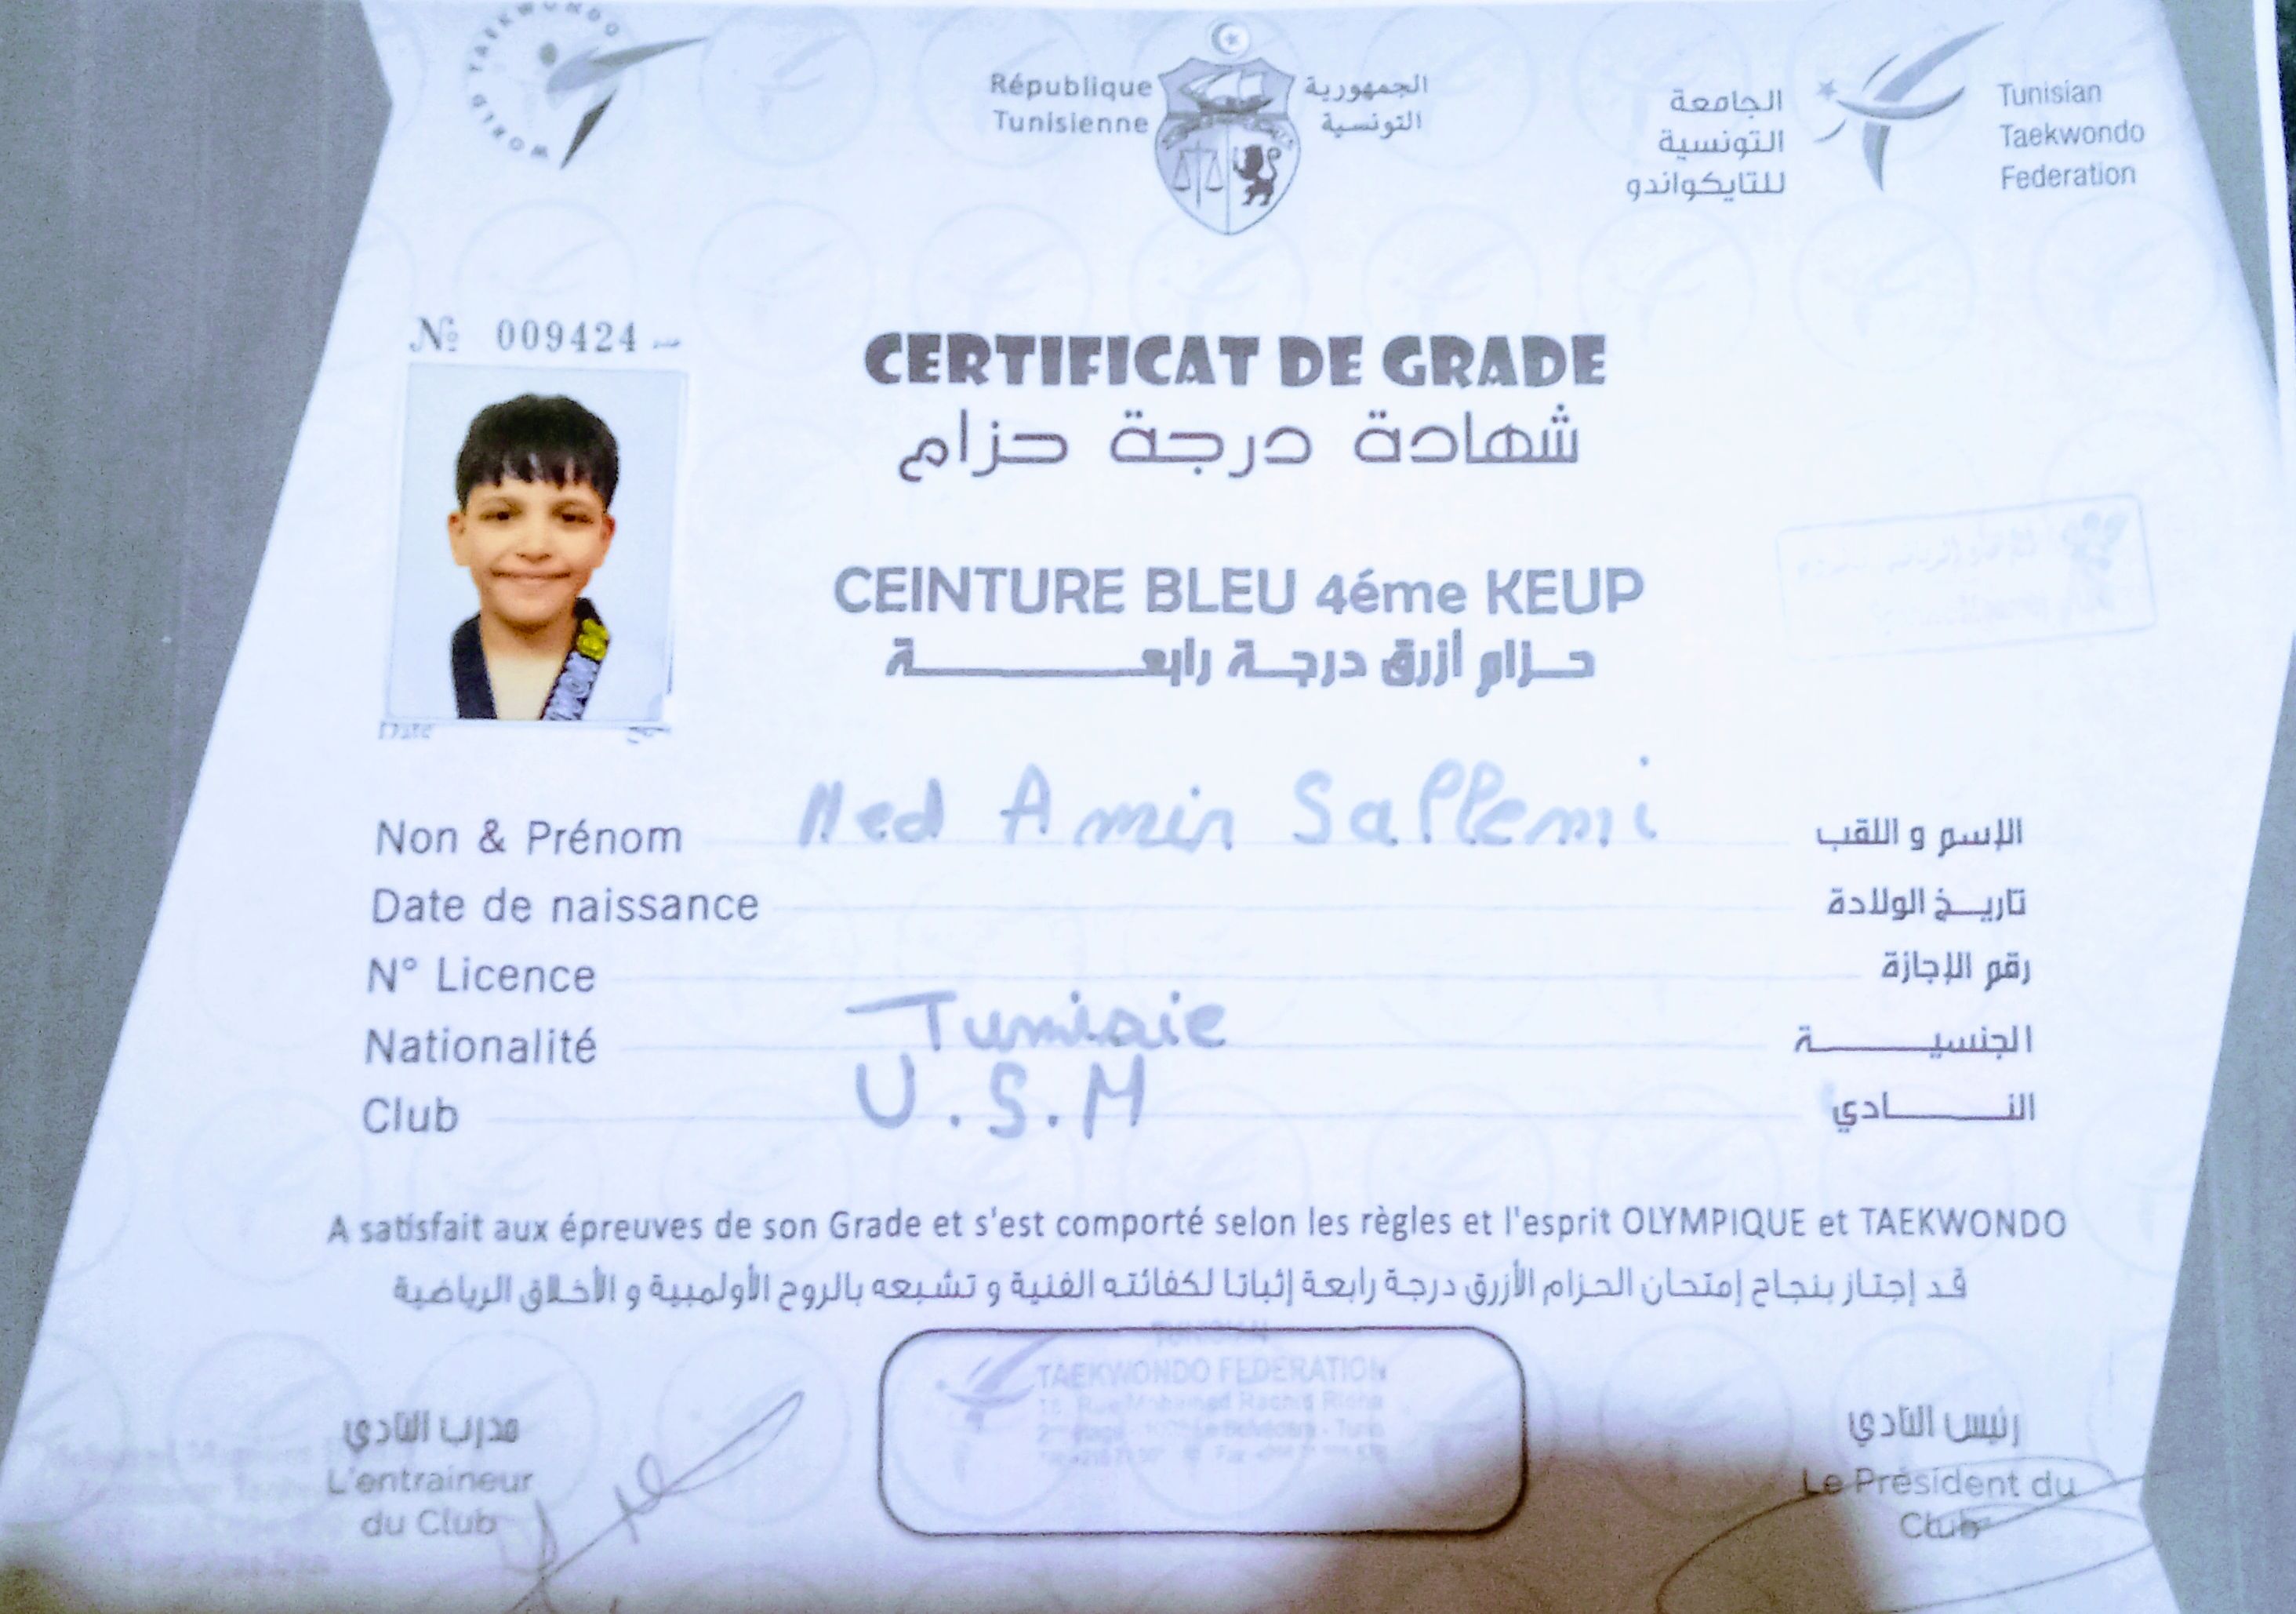 WORLD TAEKWONDO
République
Tunisienne
الجمهورية
التونسية
الجامعة
التونسية
للتايكواندو
Tunisian
Taekwondo
Federation
№ 009424
CERTIFICAT DE GRADE
شهادة درجة حزام
CEINTURE BLEU 4éme KEUP
حزام أزرق درجة رابعة
Date
Non & Prénom Med Amin Sallemi الإسم و اللقب
Date de naissance تاريخ الولادة
N° Licence رقم الإجازة
Nationalité Tunisie الجنسية
Club U.S.M النادي
A satisfait aux épreuves de son Grade et s'est comporté selon les règles et l'esprit OLYMPIQUE et TAEKWONDO
قد إجتاز بنجاح إمتحان الحزام الأزرق درجة رابعة إثباتا لكفائته الفنية و تشبعه بالروح الأولمبية و الأخلاق الرياضية
مدرب النادي
L'entraineur
du Club
TUNISIAN
TAEKWONDO FEDERATION
رئيس النادي
Le Président du
Club